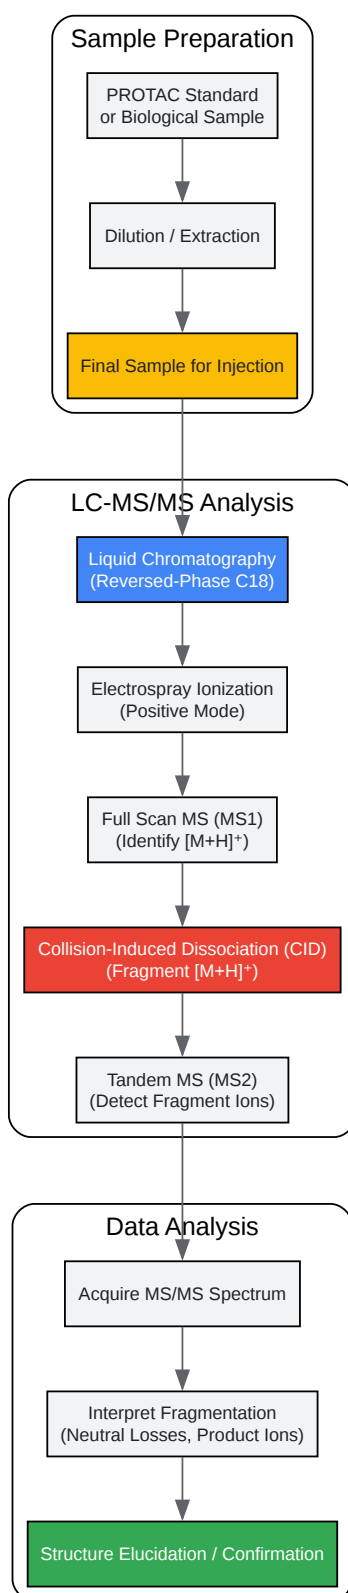 Sample Preparation
PROTAC Standard
or Biological Sample
Dilution / Extraction
Final Sample for Injection
LC-MS/MS Analysis
Liquid Chromatography
(Reversed-Phase C18)
Electrospray Ionization
(Positive Mode)
Full Scan MS (MS1)
(Identify [M+H]⁺)
Collision-Induced Dissociation (CID)
(Fragment [M+H]⁺)
Tandem MS (MS2)
(Detect Fragment Ions)
Data Analysis
Acquire MS/MS Spectrum
Interpret Fragmentation
(Neutral Losses, Product Ions)
Structure Elucidation / Confirmation